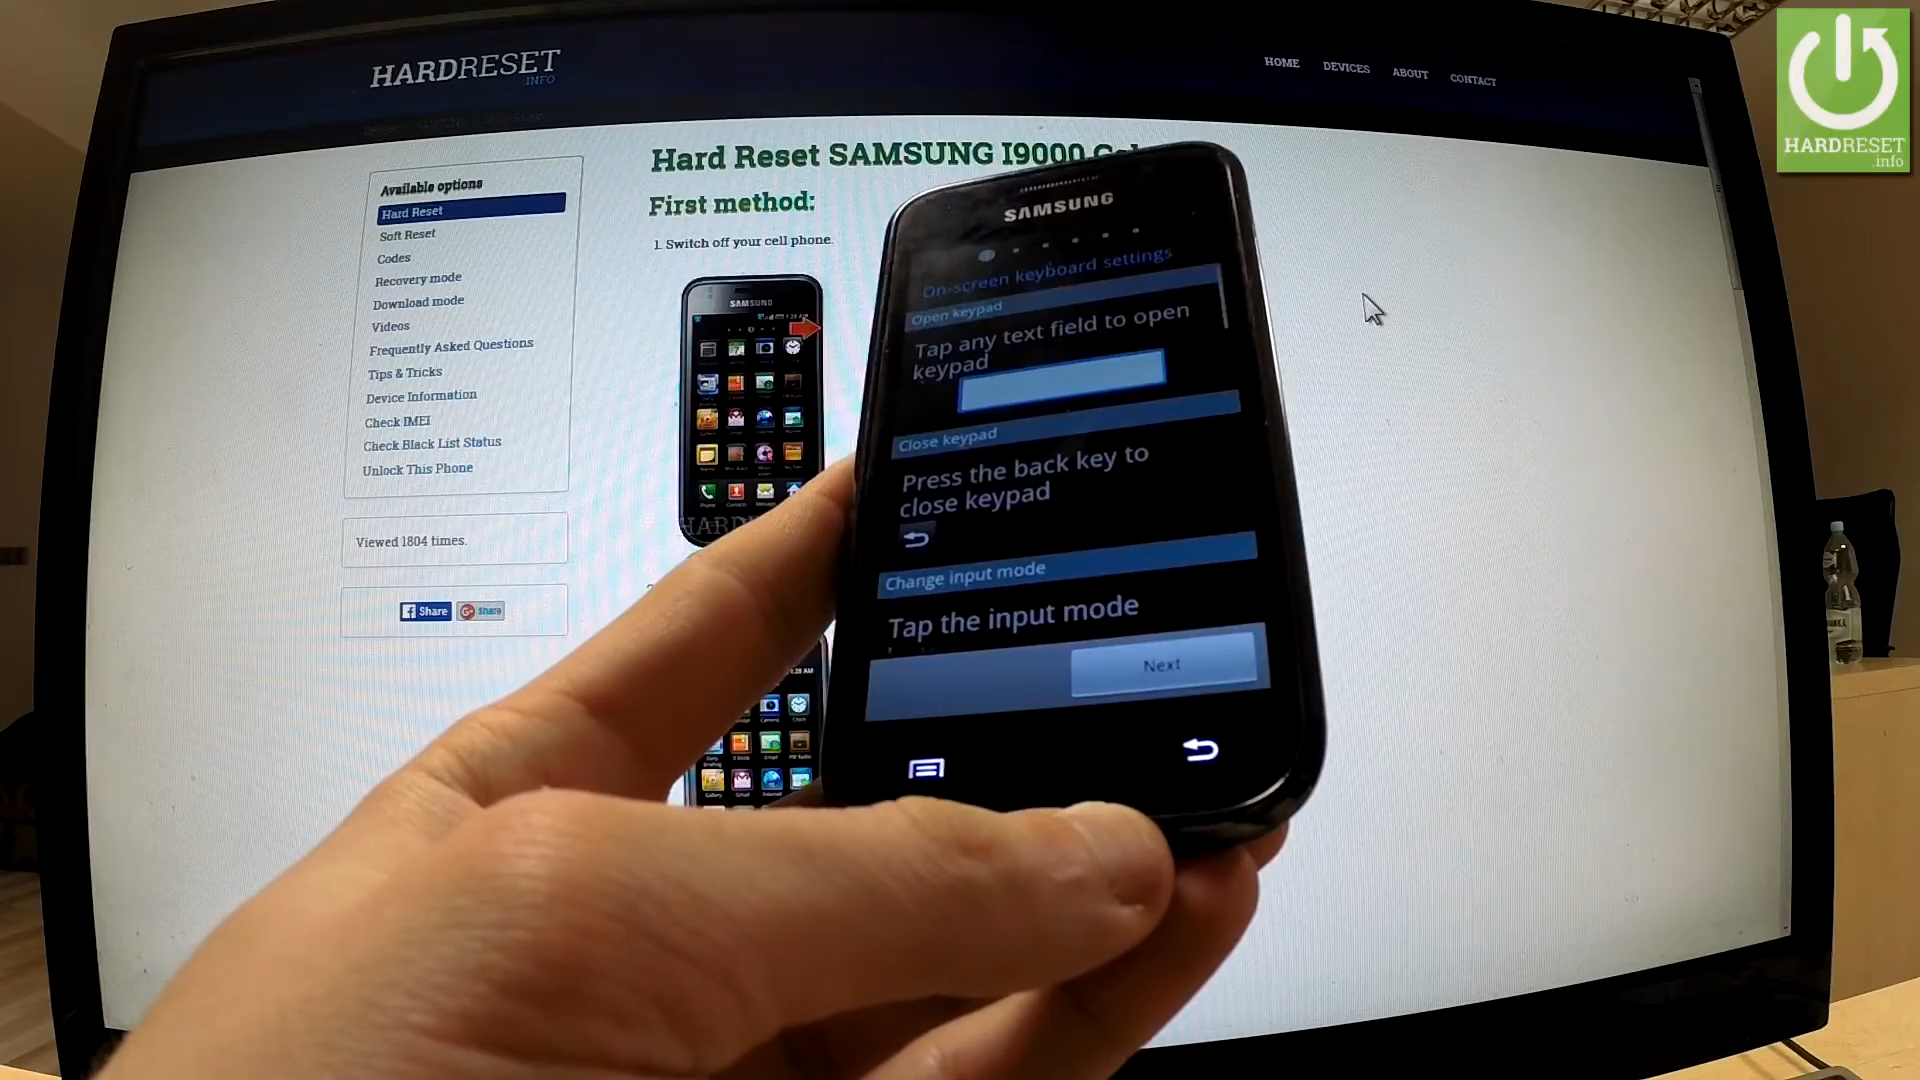 HARDRESET
.INFO
HOME
DEVICES
ABOUT
CONTACT
HARDRESET
.info
Available options
Hard Reset
Soft Reset
Codes
Recovery mode
Download mode
Videos
Frequently Asked Questions
Tips & Tricks
Device Information
Check IMEI
Check Black List Status
Unlock This Phone
Viewed 1804 times.
Share
Share
Hard Reset SAMSUNG I9000
First method:
1. Switch off your cell phone.
SAMSUNG
SAMSUNG
On-screen keyboard settings
Open keypad
Tap any text field to open
keypad
Close keypad
Press the back key to
close keypad
Change input mode
Tap the input mode
Next